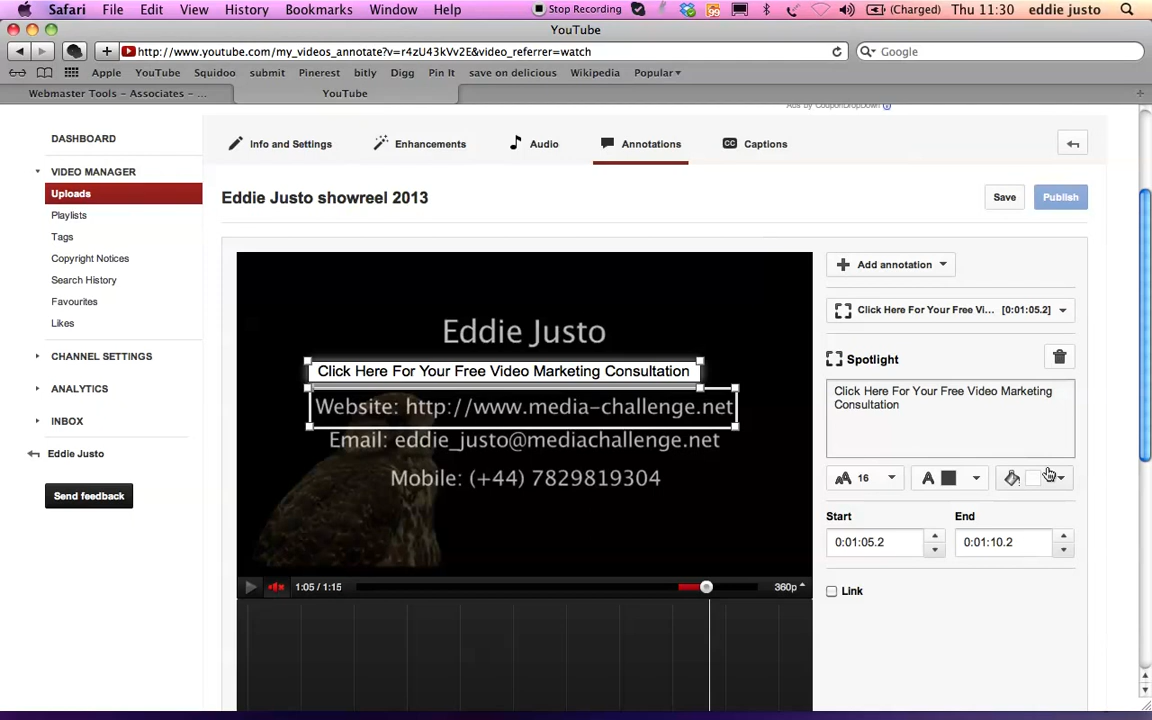 Safari File Edit View History Bookmarks Window Help Stop Recording 99 (Charged) Thu 11:30 eddie justo
YouTube
http://www.youtube.com/my_videos_annotate?v=r4zU43kVv2E&video_referrer=watch
Google
Apple YouTube Squidoo submit Pinerest bitly Digg Pin It save on delicious Wikipedia Popular
Webmaster Tools – Associates – ... YouTube
Ads by CouponDropDown
DASHBOARD
VIDEO MANAGER
Uploads
Playlists
Tags
Copyright Notices
Search History
Favourites
Likes
CHANNEL SETTINGS
ANALYTICS
INBOX
Eddie Justo
Send feedback
Info and Settings Enhancements Audio Annotations CC Captions
Eddie Justo showreel 2013
Save Publish
Eddie Justo
Click Here For Your Free Video Marketing Consultation
Website: http://www.media-challenge.net
Email: eddie_justo@mediachallenge.net
Mobile: (+44) 7829819304
1:05 / 1:15 360p
Add annotation
Click Here For Your Free Vi... [0:01:05.2]
Spotlight
Click Here For Your Free Video Marketing
Consultation
AA 16 A
Start End
0:01:05.2 0:01:10.2
Link